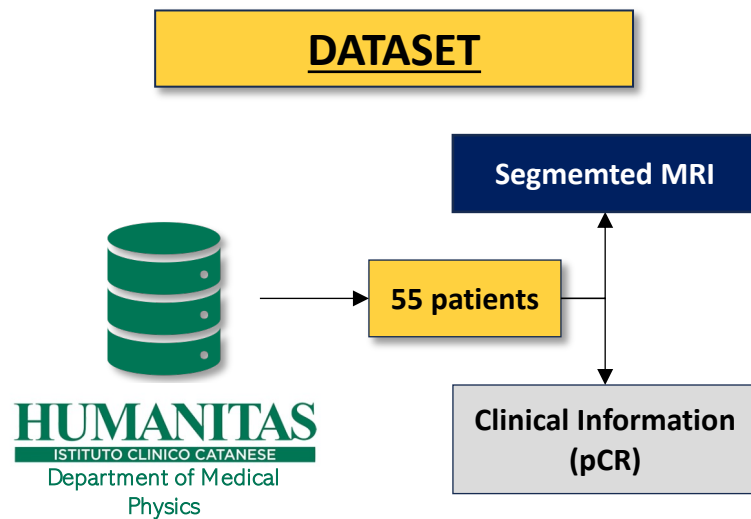 DATASET
Segmemted MRI
55 patients
HUMANITAS
ISTITUTO CLINICO CATANESE
Department of Medical
Physics
Clinical Information
(pCR)